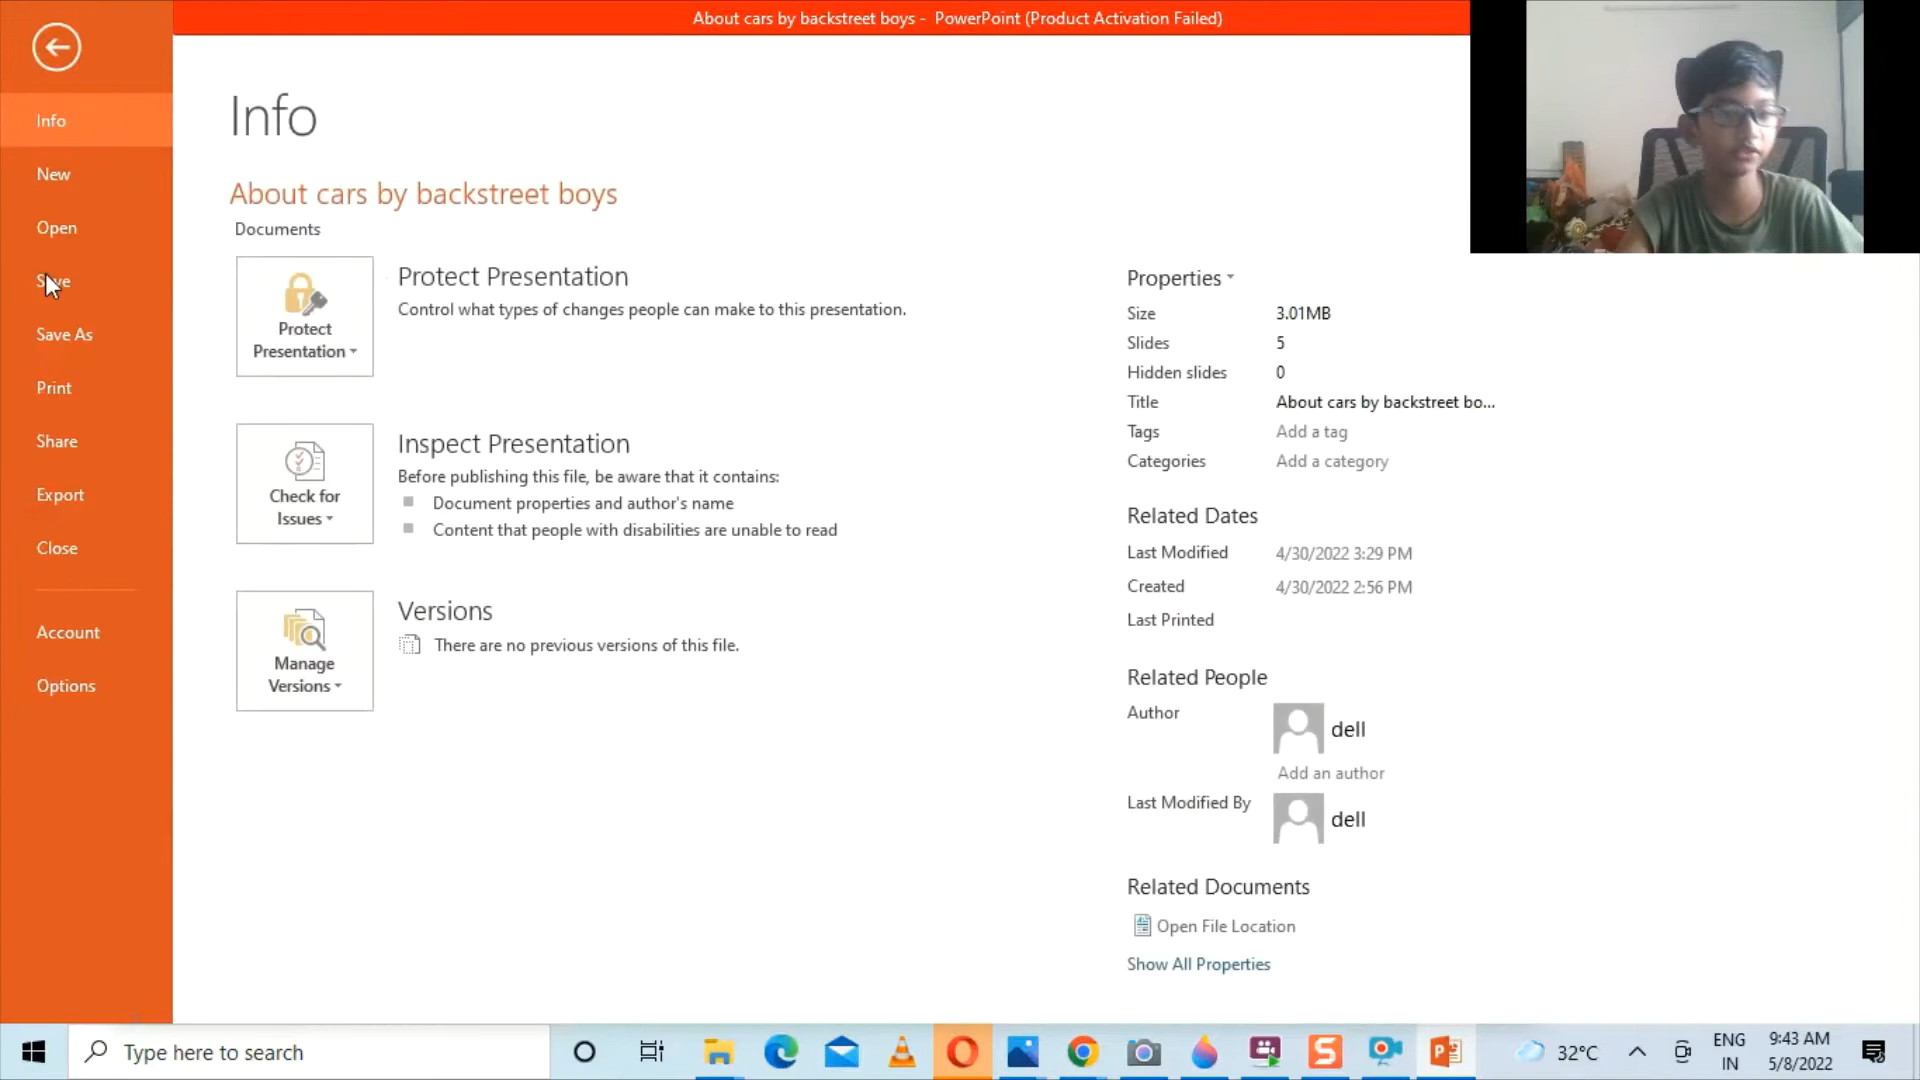 About cars by backstreet boys - PowerPoint (Product Activation Failed)
Info
New
Open
Save
Save As
Print
Share
Export
Close
Account
Options
Info
About cars by backstreet boys
Documents
Protect Presentation
Protect Presentation
Control what types of changes people can make to this presentation.
Check for Issues
Inspect Presentation
Before publishing this file, be aware that it contains:
Document properties and author's name
Content that people with disabilities are unable to read
Manage Versions
Versions
There are no previous versions of this file.
Properties
Size 3.01MB
Slides 5
Hidden slides 0
Title About cars by backstreet bo...
Tags Add a tag
Categories Add a category
Related Dates
Last Modified 4/30/2022 3:29 PM
Created 4/30/2022 2:56 PM
Last Printed
Related People
Author dell
Add an author
Last Modified By dell
Related Documents
Open File Location
Show All Properties
Type here to search
32°C
ENG
IN
9:43 AM
5/8/2022